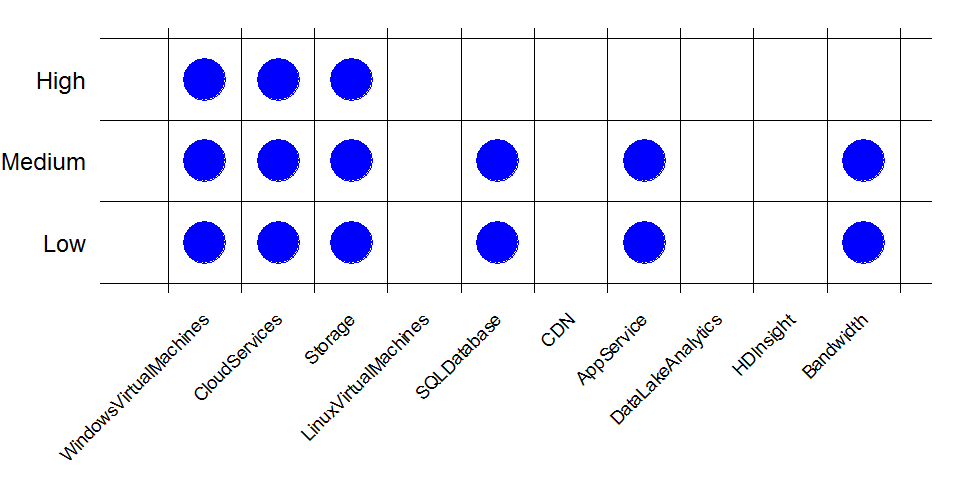 High
Medium
Low
WindowsVirtualMachines
CloudServices
Storage
LinuxVirtualMachines
SQLDatabase
CDN
AppService
DataLakeAnalytics
HDInsight
Bandwidth